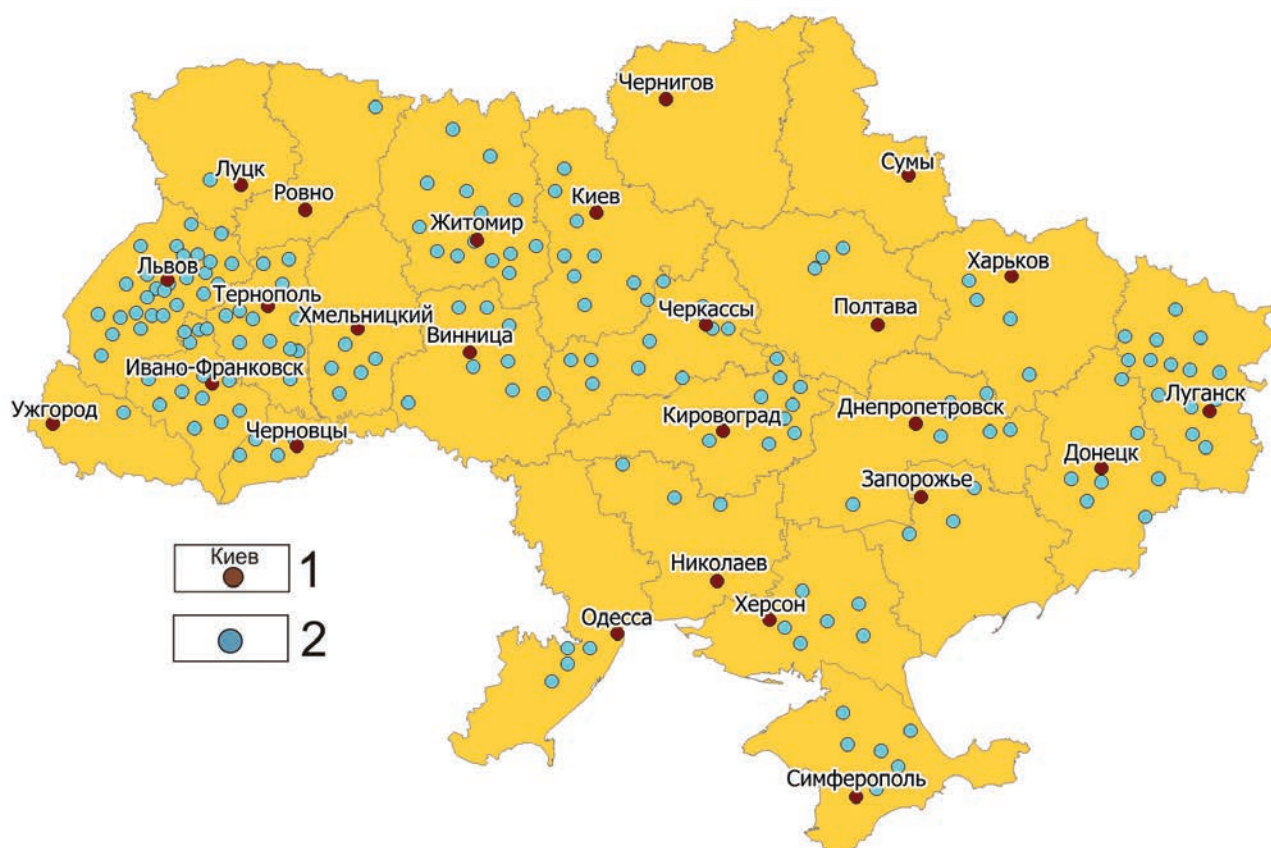 Чернигов
Сумы
Луцк
Ровно
Киев
Житомир
Харьков
Львов
Тернополь
Хмельницкий
Черкассы
Полтава
Винница
Ивано-Франковск
Луганск
Ужгород
Черновцы
Кировоград
Днепропетровск
Донецк
Запорожье
Киев 1
Николаев
Херсон
Одесса
2
Симферополь